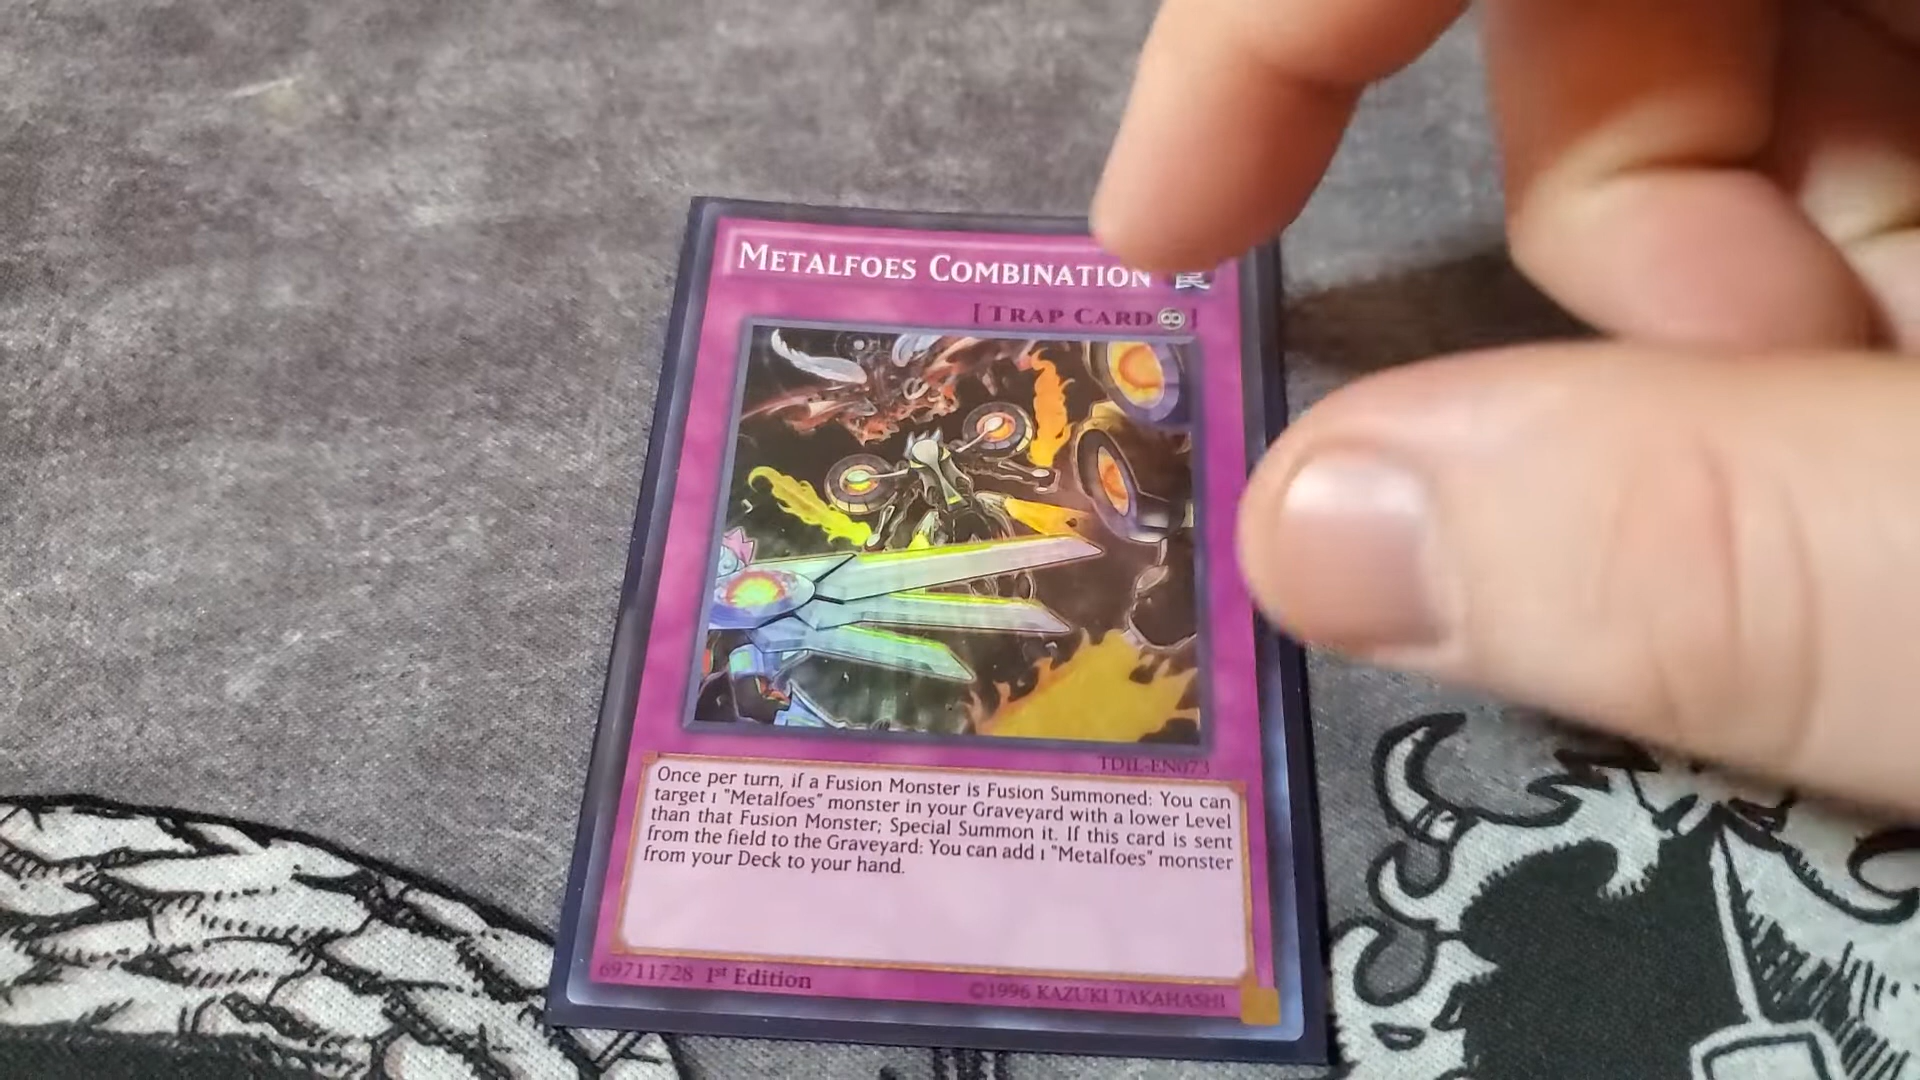 METALFOES COMBINATION
[TRAP CARD]
TDIL-EN073
Once per turn, if a Fusion Monster is Fusion Summoned: You can
target 1 "Metalfoes" monster in your Graveyard with a lower Level
than that Fusion Monster; Special Summon it. If this card is sent
from the field to the Graveyard: You can add 1 "Metalfoes" monster
from your Deck to your hand.
69711728 1st Edition
©1996 KAZUKI TAKAHASHI